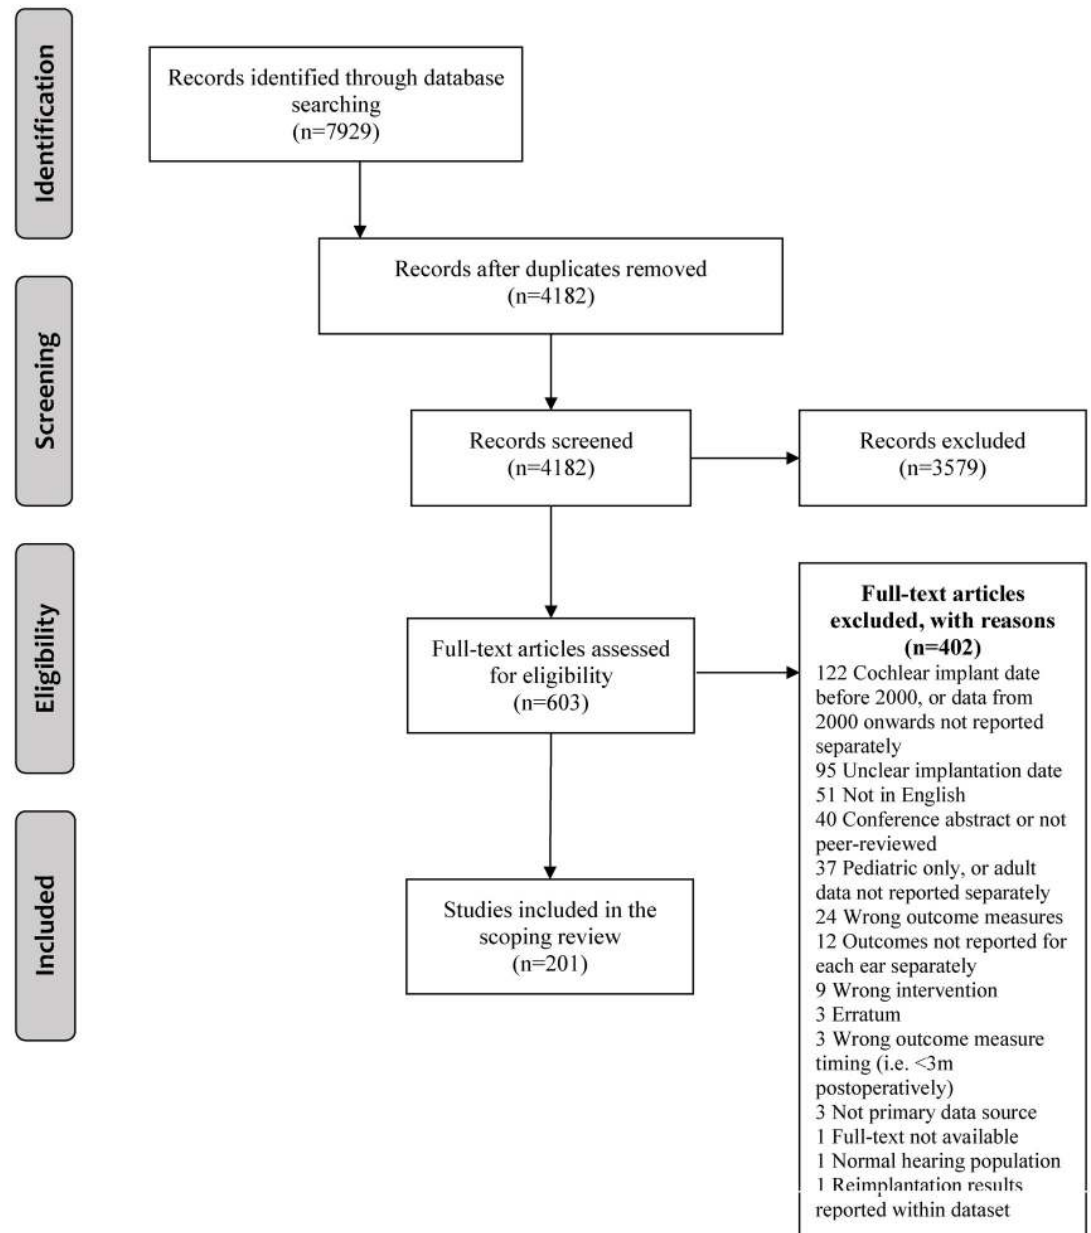 Identification
Records identified through database
searching
(n=7929)
Records after duplicates removed
(n=4182)
Screening
Records screened
(n=4182)
Records excluded
(n=3579)
Eligibility
Full-text articles assessed
for eligibility
(n=603)
Full-text articles
excluded, with reasons
(n=402)
122 Cochlear implant date
before 2000, or data from
2000 onwards not reported
separately
95 Unclear implantation date
51 Not in English
40 Conference abstract or not
peer-reviewed
37 Pediatric only, or adult
data not reported separately
24 Wrong outcome measures
12 Outcomes not reported for
each ear separately
9 Wrong intervention
3 Erratum
3 Wrong outcome measure
timing (i.e. <3m
postoperatively)
3 Not primary data source
1 Full-text not available
1 Normal hearing population
1 Reimplantation results
reported within dataset
Included
Studies included in the
scoping review
(n=201)